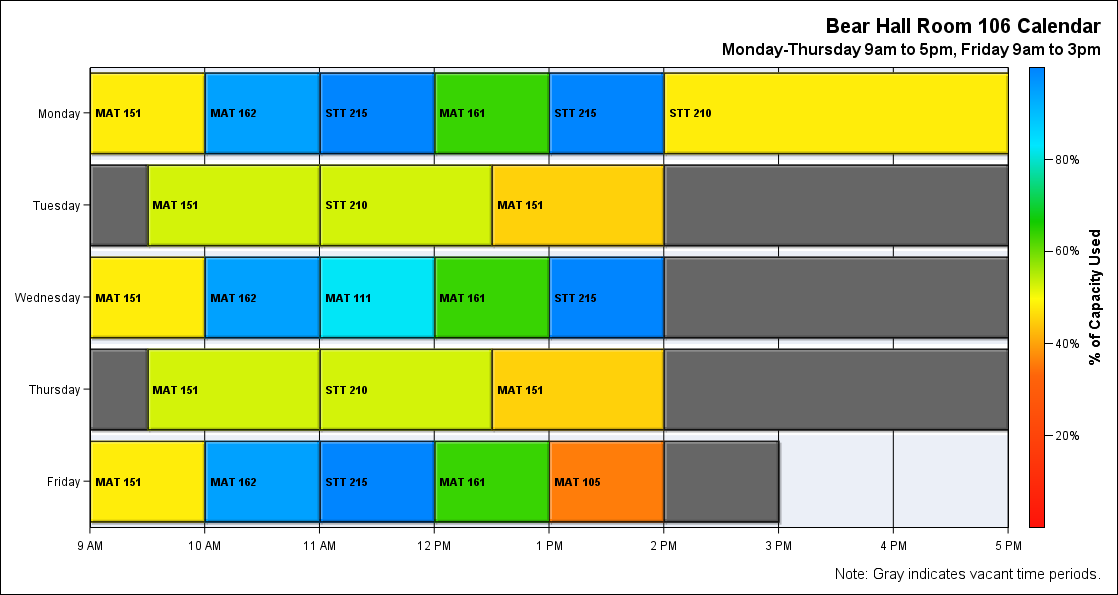 Bear Hall Room 106 Calendar
Monday-Thursday 9am to 5pm, Friday 9am to 3pm
Monday
MAT 151
MAT 162
STT 215
MAT 161
STT 215
STT 210
Tuesday
MAT 151
STT 210
MAT 151
Wednesday
MAT 151
MAT 162
MAT 111
MAT 161
STT 215
Thursday
MAT 151
STT 210
MAT 151
Friday
MAT 151
MAT 162
STT 215
MAT 161
MAT 105
9 AM
10 AM
11 AM
12 PM
1 PM
2 PM
3 PM
4 PM
5 PM
80%
60%
40%
20%
% of Capacity Used
Note: Gray indicates vacant time periods.